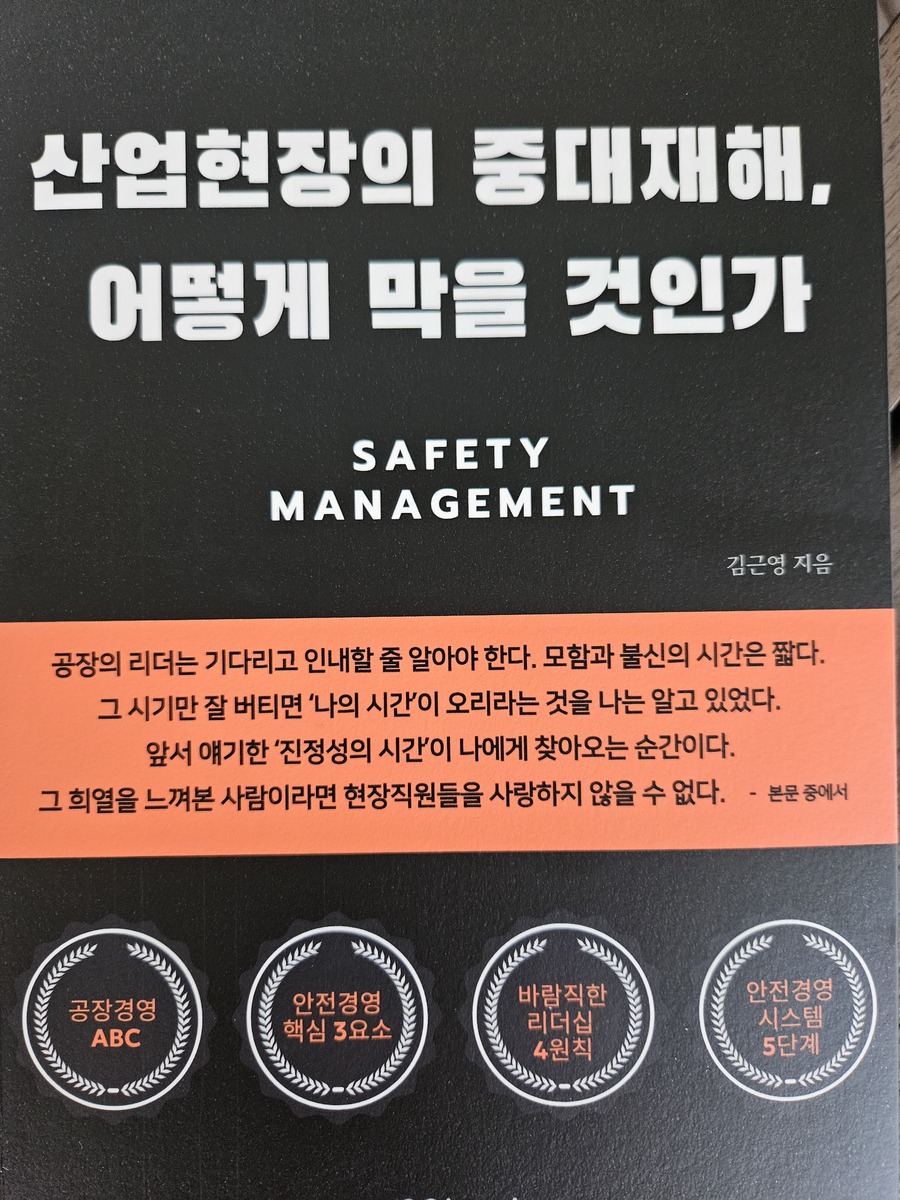 산업현장의 중대재해,
어떻게 막을 것인가
SAFETY
MANAGEMENT
김근영 지음
공장의 리더는 기다리고 인내할 줄 알아야 한다. 모함과 불신의 시간은 짧다.
그 시기만 잘 버티면 ‘나의 시간’이 오리라는 것을 나는 알고 있었다.
앞서 얘기한 ‘진정성의 시간’이 나에게 찾아오는 순간이다.
그 희열을 느껴본 사람이라면 현장직원들을 사랑하지 않을 수 없다. - 본문 중에서
공장경영
ABC
안전경영
핵심 3요소
바람직한
리더십
4원칙
안전경영
시스템
5단계